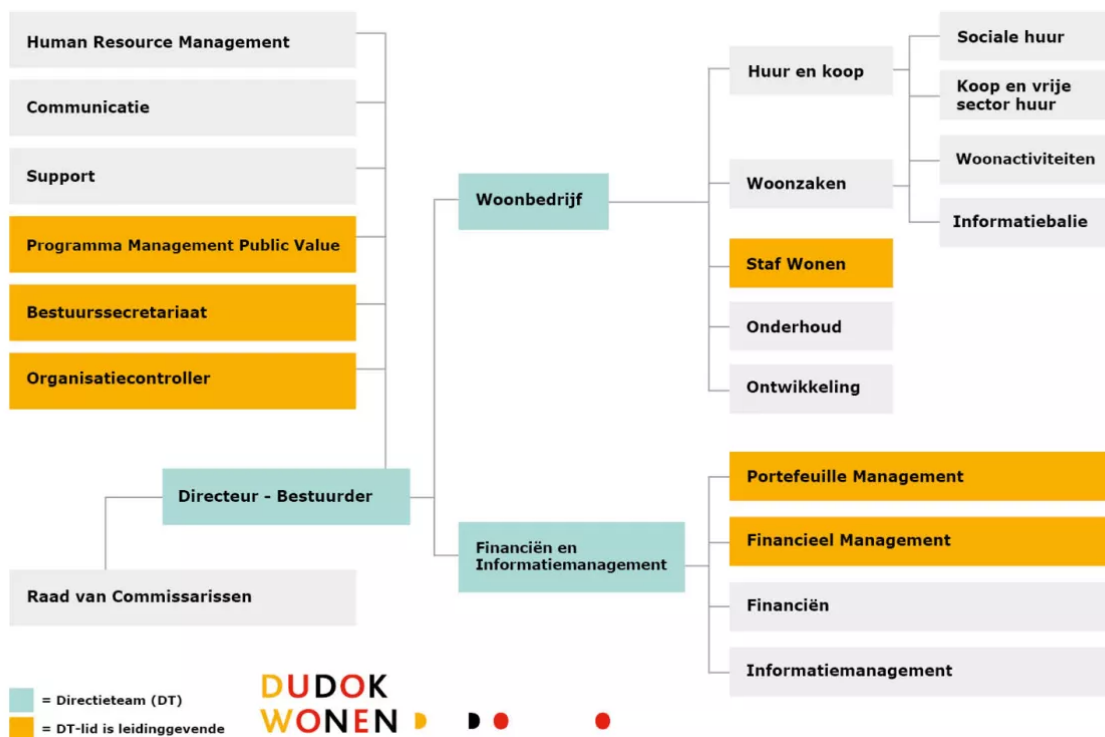 Human Resource Management
Communicatie
Support
Programma Management Public Value
Bestuurssecretariaat
Organisatiecontroller
Directeur - Bestuurder
Raad van Commissarissen
Woonbedrijf
Financiën en
Informatiemanagement
Huur en koop
Woonzaken
Staf Wonen
Onderhoud
Ontwikkeling
Sociale huur
Koop en vrije
sector huur
Woonactiviteiten
Informatiebalie
Portefeuille Management
Financieel Management
Financiën
Informatiemanagement
= Directieteam (DT)
= DT-lid is leidinggevende
DUDOK
WONEN